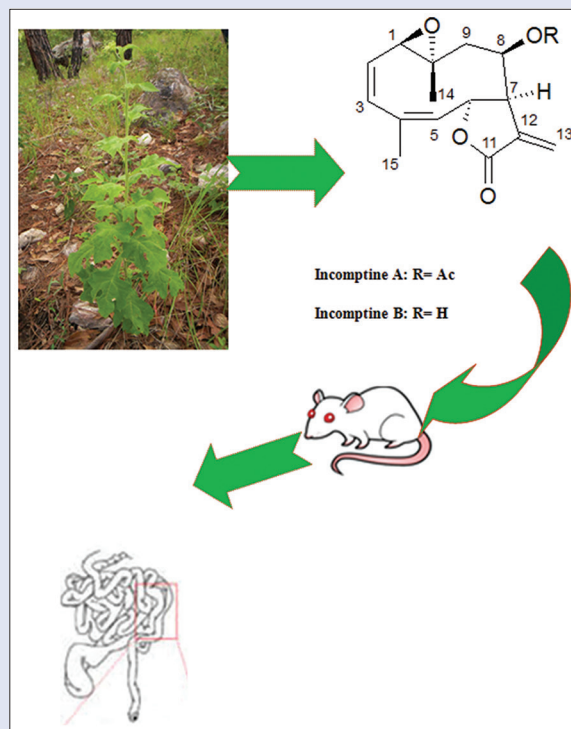 O
1
9
8
OR
14
7
H
3
5
12
13
O
11
15
O
Incomptine A: R= Ac
Incomptine B: R= H